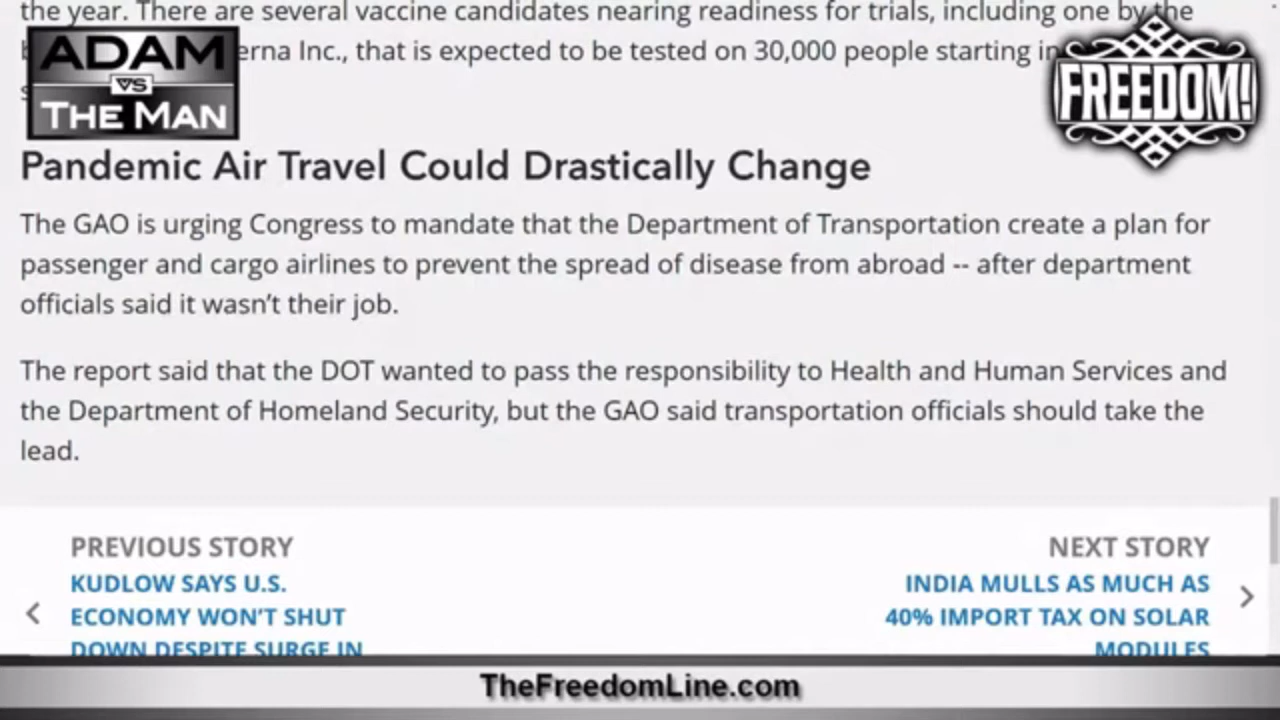 the year. There are several vaccine candidates nearing readiness for trials, including one by the
ADAM
VS
THE MAN
erna Inc., that is expected to be tested on 30,000 people starting in
FREEDOM!
Pandemic Air Travel Could Drastically Change
The GAO is urging Congress to mandate that the Department of Transportation create a plan for
passenger and cargo airlines to prevent the spread of disease from abroad -- after department
officials said it wasn't their job.
The report said that the DOT wanted to pass the responsibility to Health and Human Services and
the Department of Homeland Security, but the GAO said transportation officials should take the
lead.
PREVIOUS STORY
KUDLOW SAYS U.S.
ECONOMY WON'T SHUT
DOWN DESPITE SURGE IN
NEXT STORY
INDIA MULLS AS MUCH AS
40% IMPORT TAX ON SOLAR
MODULES
TheFreedomLine.com